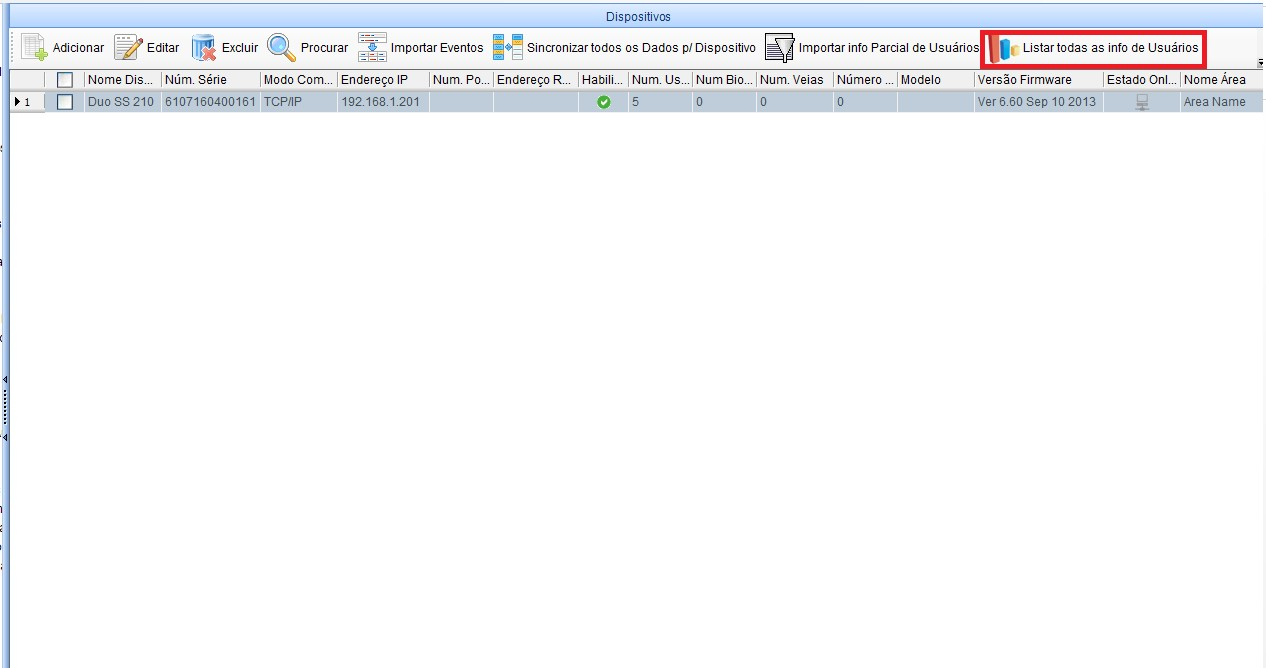 Dispositivos
Adicionar Editar Excluir Procurar Importar Eventos Sincronizar todos os Dados p/ Dispositivo Importar info Parcial de Usuários Listar todas as info de Usuários
Nome Dis... Núm. Série Modo Com... Endereço IP Num. Po... Endereço R... Habili... Num. Us... Num Bio... Num. Veias Número ... Modelo Versão Firmware Estado Onl... Nome Área
1 Duo SS 210 6107160400161 TCP/IP 192.168.1.201 5 0 0 0 Ver 6.60 Sep 10 2013 Area Name